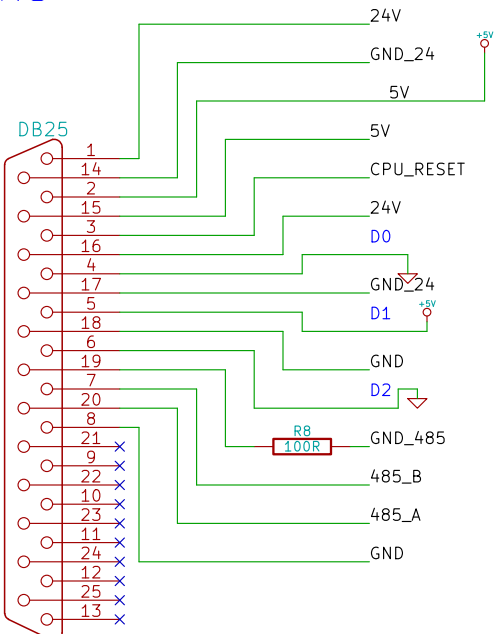 24V
+5V
GND_24
5V
DB25
5V
1
14
CPU_RESET
2
15
24V
3
D0
16
4
GND_24
17
+5V
5
D1
18
6
GND
19
D2
7
20
R8
GND_485
8
100R
21
9
485_B
22
10
485_A
23
11
GND
24
12
25
13